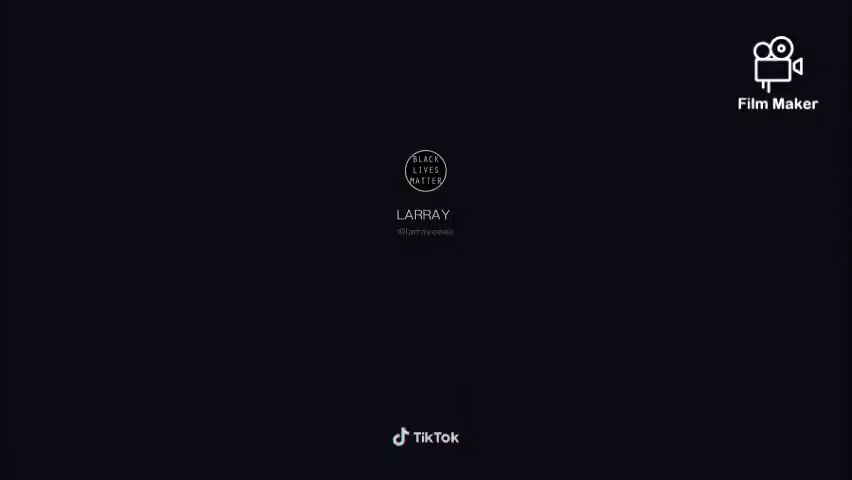 Film Maker
BLACK
LIVES
MATTER
LARRAY
@larrayeeee
TikTok